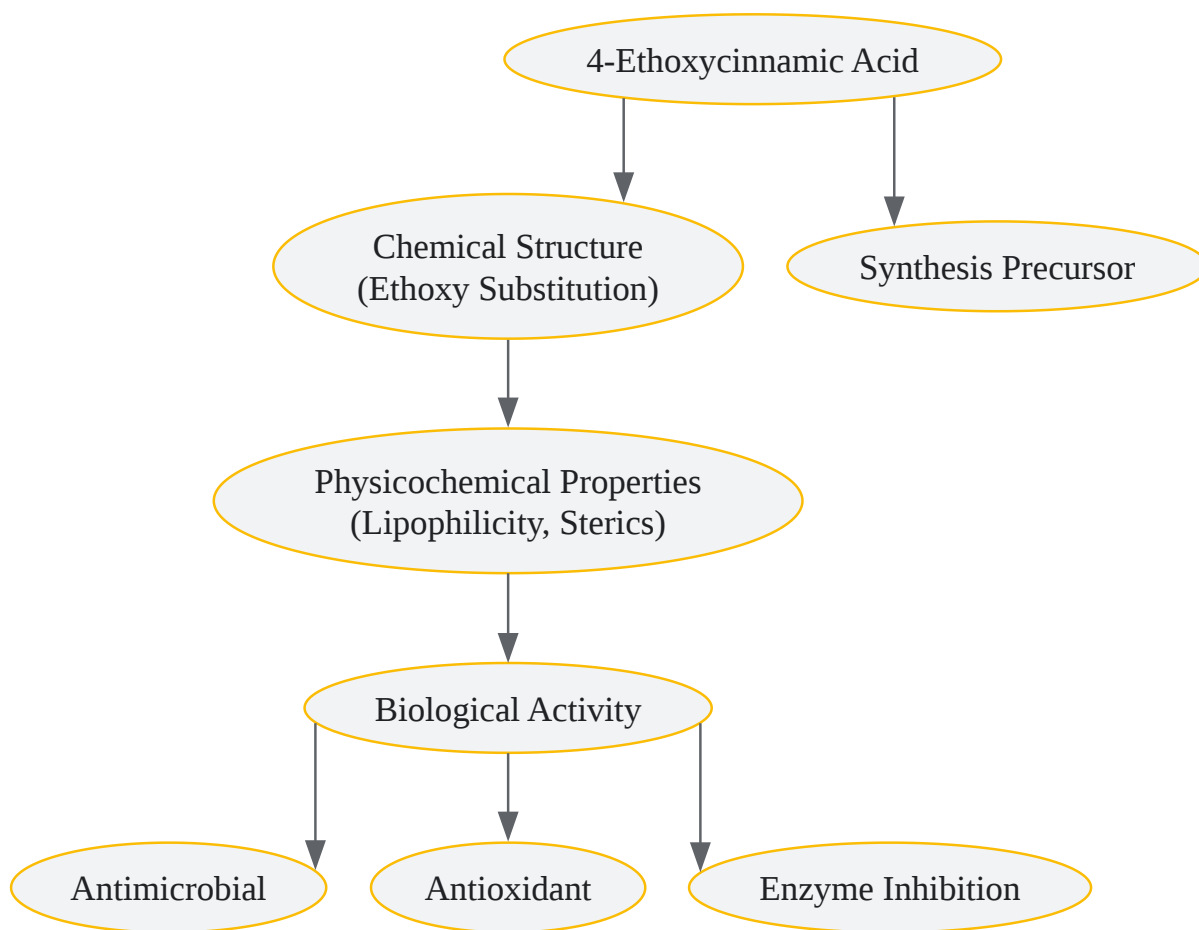 4-Ethoxycinnamic Acid
Chemical Structure
(Ethoxy Substitution)
Synthesis Precursor
Physicochemical Properties
(Lipophilicity, Sterics)
Biological Activity
Antimicrobial
Antioxidant
Enzyme Inhibition